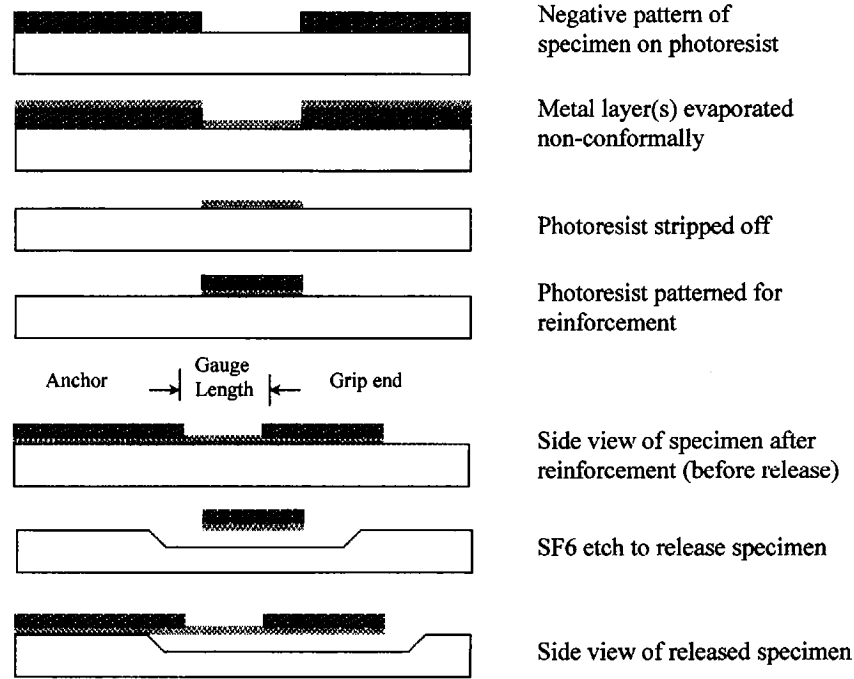 Negative pattern of
specimen on photoresist
Metal layer(s) evaporated
non-conformally
Photoresist stripped off
Photoresist patterned for
reinforcement
Anchor
Gauge
Length
Grip end
Side view of specimen after
reinforcement (before release)
SF6 etch to release specimen
Side view of released specimen